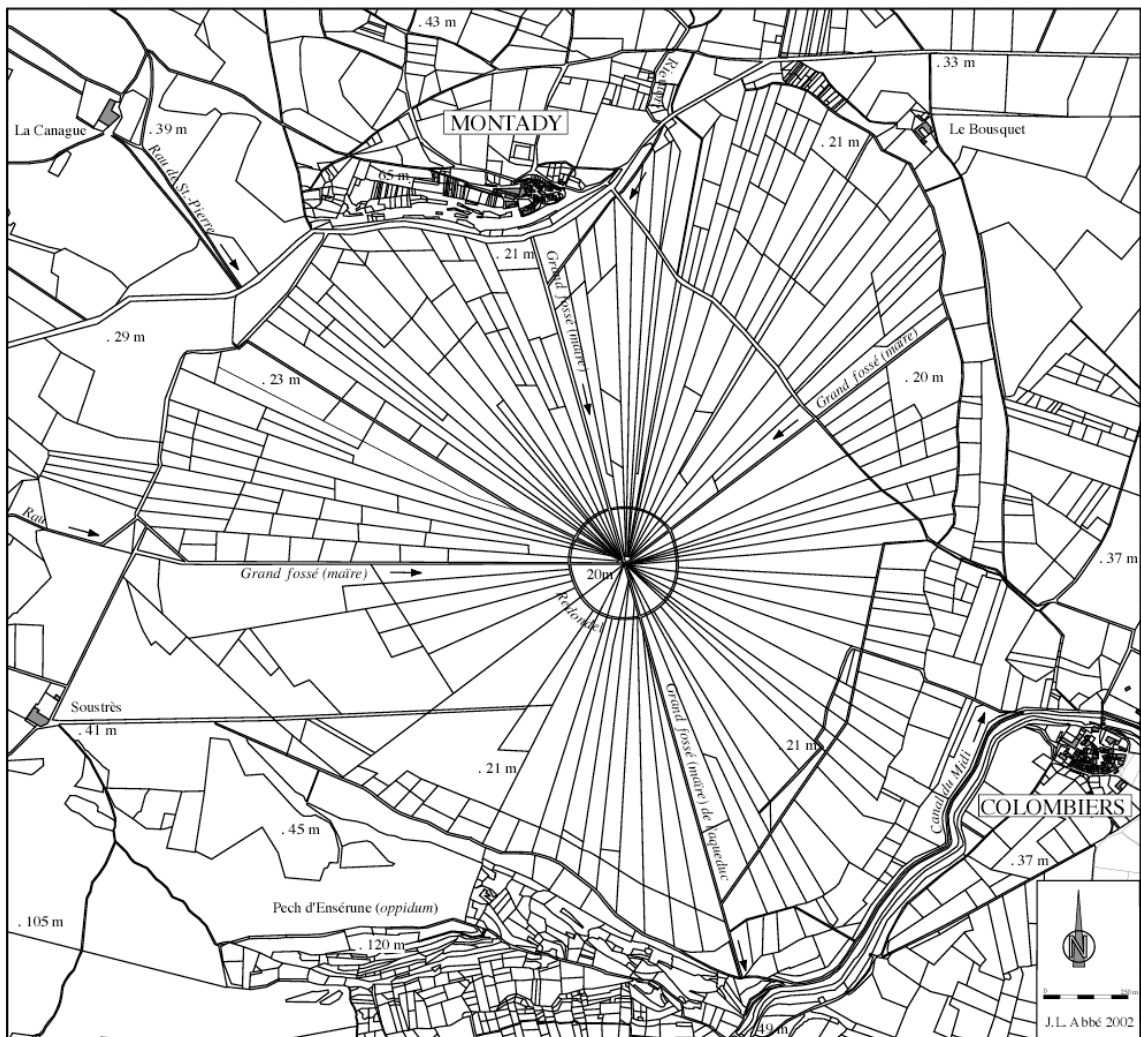 . 43 m
. 33 m
Rieutort
La Canague
. 39 m
MONTADY
Le Bousquet
. 21 m
65 m
Rau de St.-Pierre
. 21 m
Grand fossé (maïre)
. 29 m
. 23 m
Grand fossé (maïre)
. 20 m
Rau
Grand fossé (maïre)
20m
Redondel
. 37 m
Soustrès
. 41 m
. 21 m
Grand fossé (maïre) de l'aqueduc
. 21 m
Canal du Midi
COLOMBIERS
. 45 m
. 37 m
Pech d'Ensérune (oppidum)
. 105 m
. 120 m
N
0
250 m
. 49 m
J.L. Abbé 2002